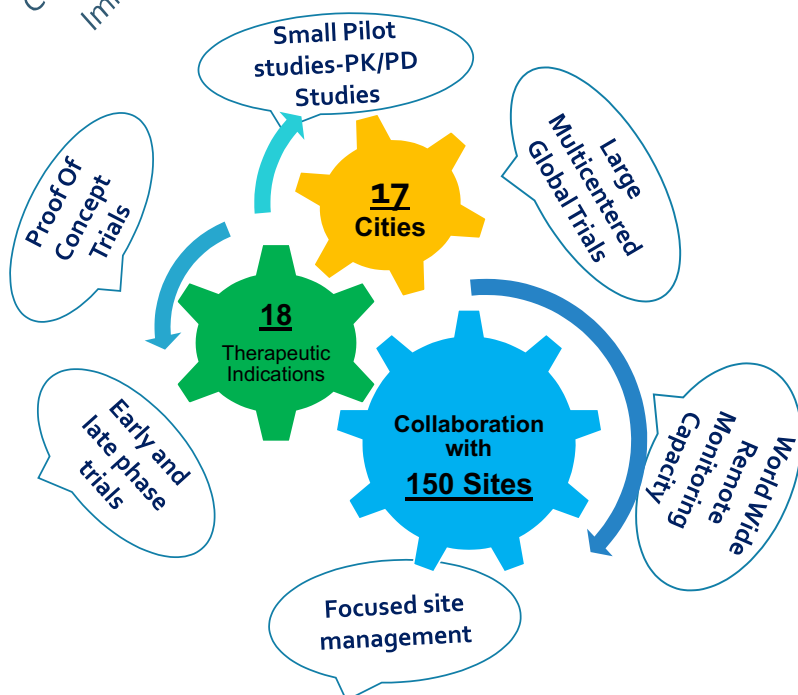 Small Pilot
studies-PK/PD
Studies
Large
Multicentered
Global Trials
Proof Of
Concept
Trials
17
Cities
18
Therapeutic
Indications
Collaboration
with
150 Sites
Early and
late phase
trials
World Wide
Remote
Monitoring
Capacity
Focused site
management